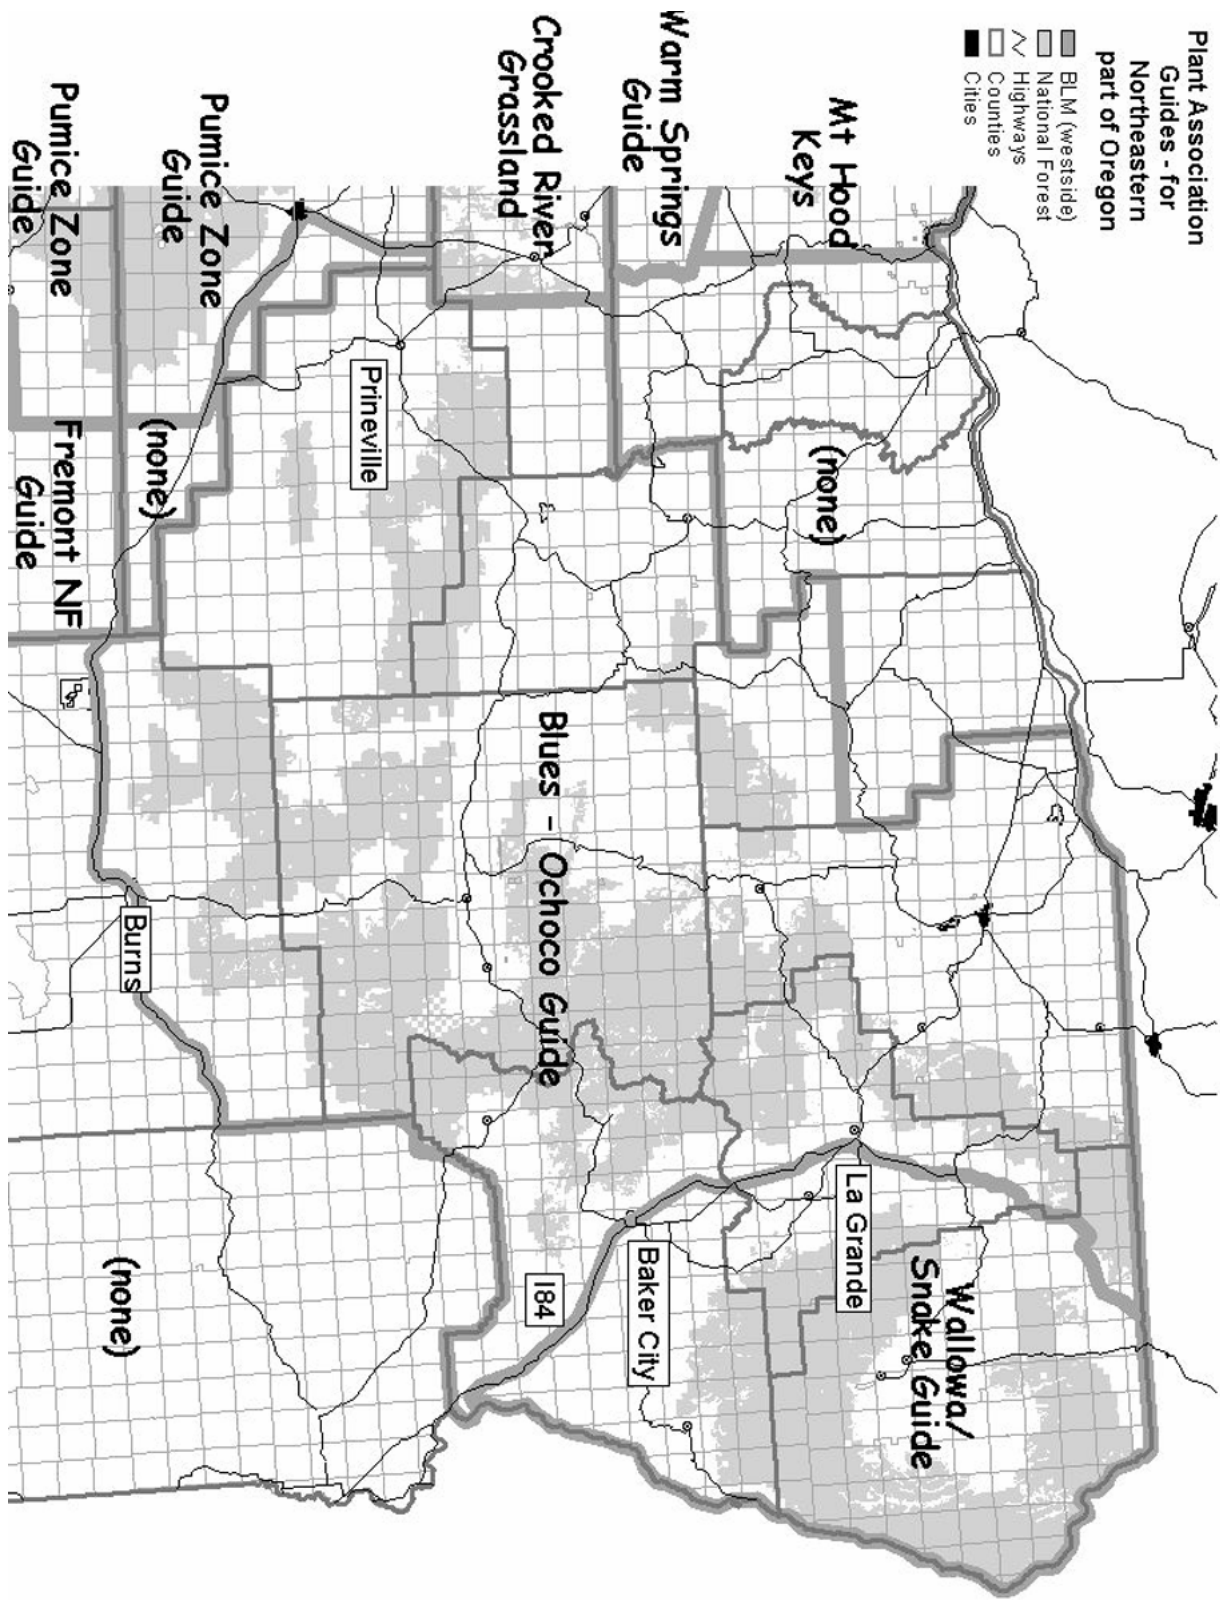 Plant Association
Guides - for
Northeastern
part of Oregon
BLM (westside)
National Forest
Highways
Counties
Cities
Mt Hood
Keys
(none)
Warm Springs
Guide
Crooked River
Grassland
Pumice Zone
Guide
Pumice Zone
Guide
Prineville
(none)
Fremont NF
Guide
Blues - Ochoco Guide
Burns
La Grande
Wallowa/
Snake Guide
Baker City
I84
(none)